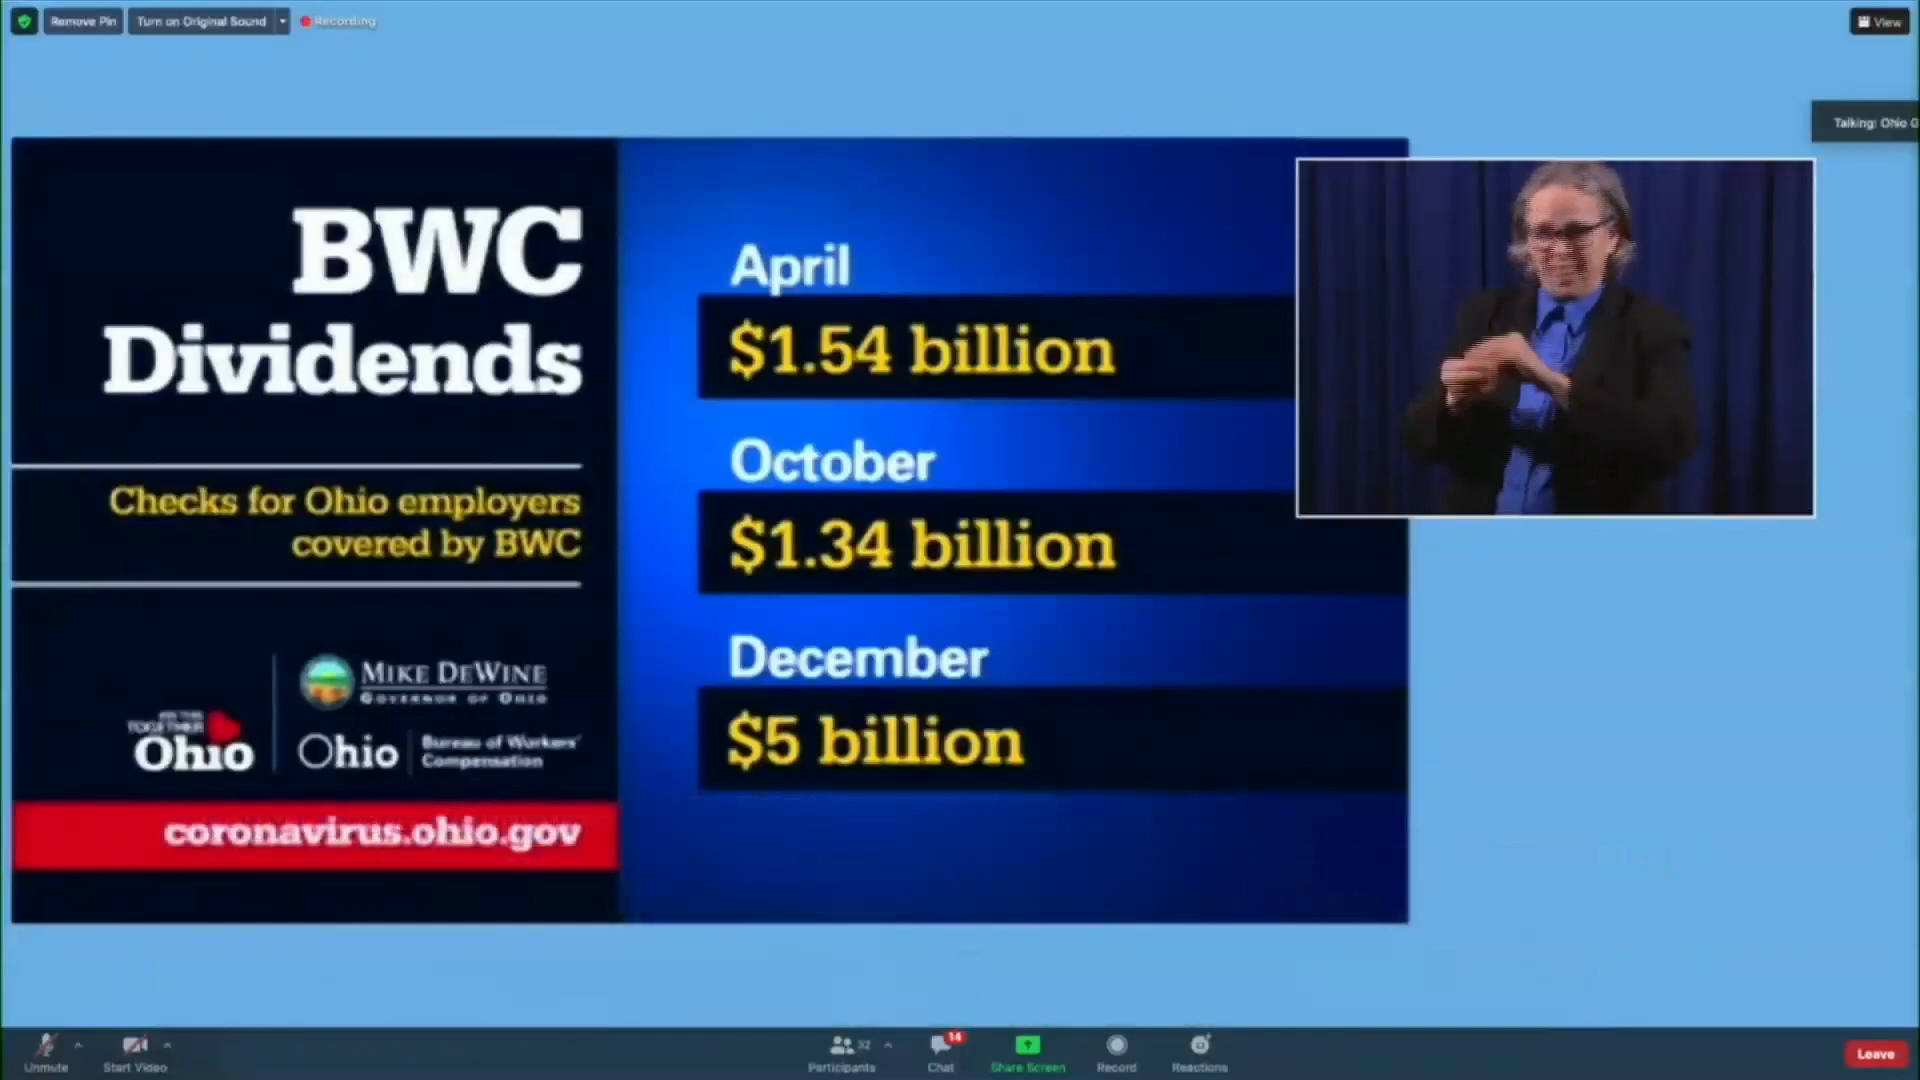 Remove Pin
Turn on Original Sound
Recording
View
Talking: Ohio G
BWC
Dividends
Checks for Ohio employers
covered by BWC
MIKE DEWINE
GOVERNOR OF OHIO
TOGETHER
Ohio
Ohio
Bureau of Workers'
Compensation
coronavirus.ohio.gov
April
$1.54 billion
October
$1.34 billion
December
$5 billion
Unmute
Start Video
32
Participants
14
Chat
Share Screen
Record
Reactions
Leave